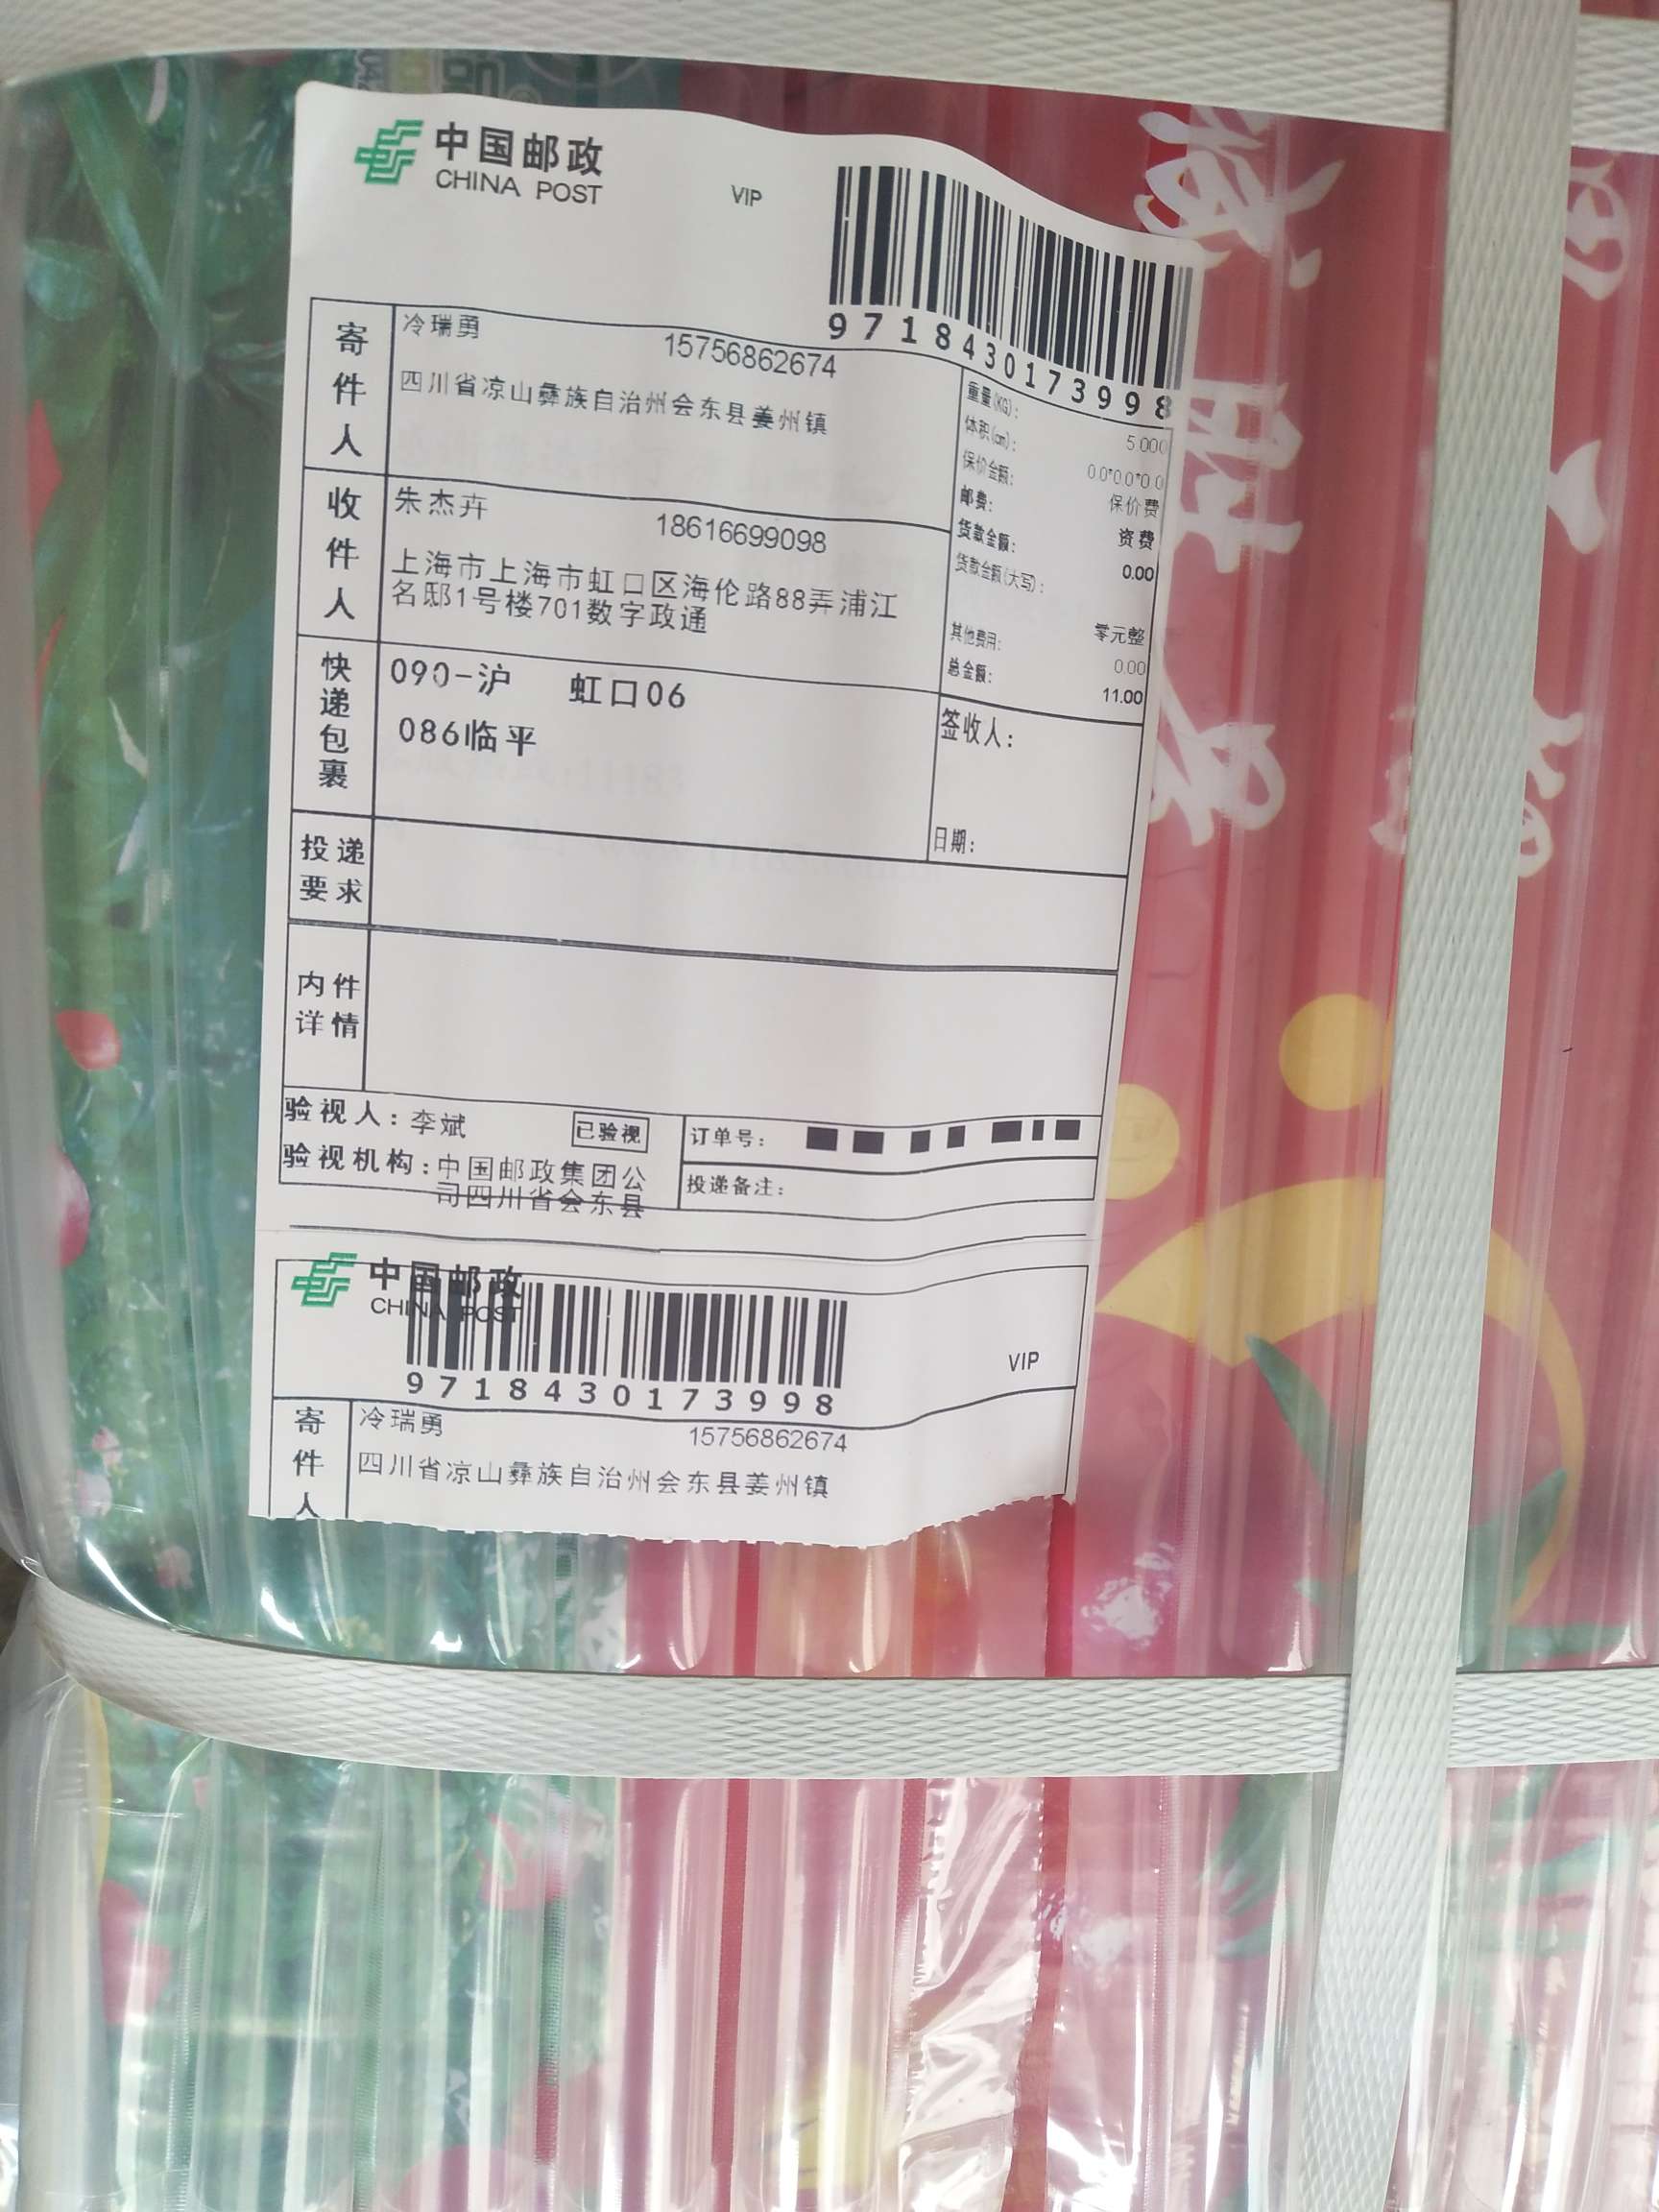 中国邮政
CHINA POST
VIP
9718430173998
寄件人
冷瑞勇
15756862674
四川省凉山彝族自治州会东县姜州镇
重量(KG):
5.000
体积(cm):
0.0*0.0*0.0
保价金额:
保价费
邮费:
资费
货款金额:
0.00
货款金额(大写):
零元整
其他费用:
0.00
总金额:
11.00
收件人
朱杰卉
18616699098
上海市上海市虹口区海伦路88弄浦江
名邸1号楼701数字政通
快递包裹
090-沪 虹口06
086临平
签收人:
日期:
投递
要求
内件
详情
验视人:李斌
已验视
验视机构:中国邮政集团公
司四川省会东县
订单号:
投递备注:
中国邮政
CHINA POST
9718430173998
VIP
寄件人
冷瑞勇
15756862674
四川省凉山彝族自治州会东县姜州镇